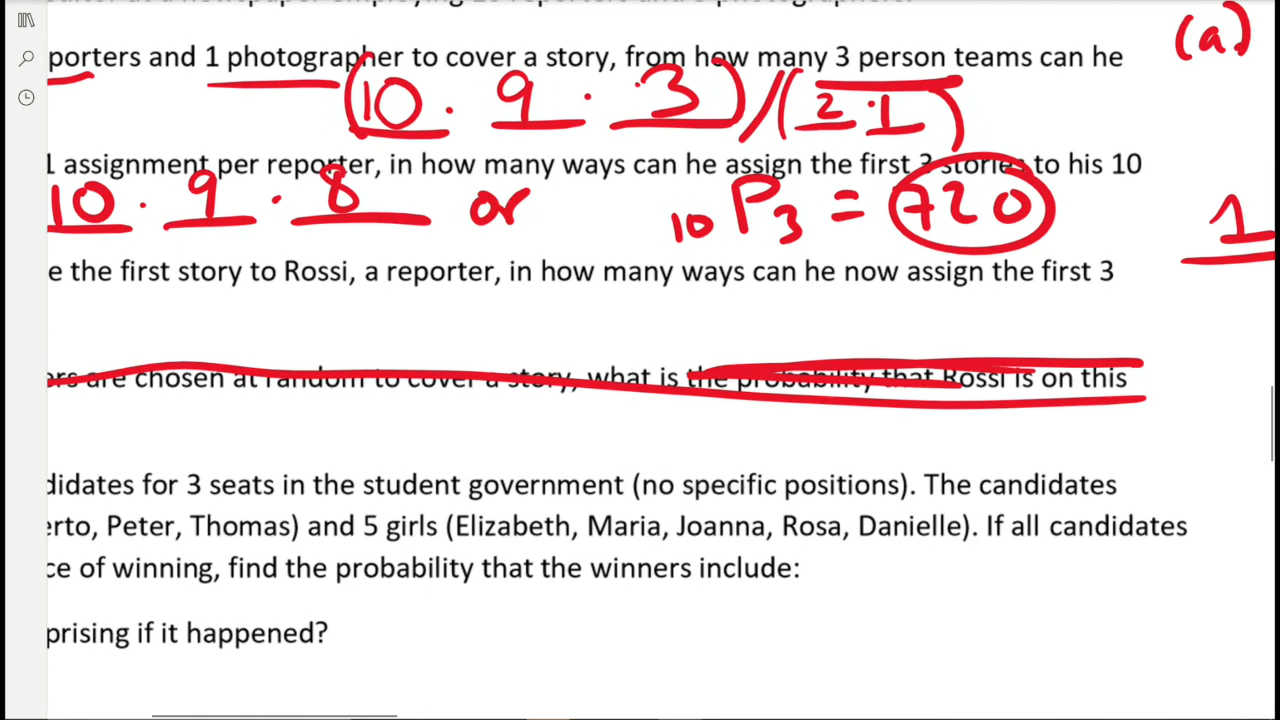 (a)
porters and 1 photographer to cover a story, from how many 3 person teams can he
(10 · 9 · 3)/(2·1)
1 assignment per reporter, in how many ways can he assign the first 3 stories to his 10
10 · 9 · 8 or 10P3 = 720
1
e the first story to Rossi, a reporter, in how many ways can he now assign the first 3
ers are chosen at random to cover a story, what is the probability that Rossi is on this
didates for 3 seats in the student government (no specific positions). The candidates
erto, Peter, Thomas) and 5 girls (Elizabeth, Maria, Joanna, Rosa, Danielle). If all candidates
ce of winning, find the probability that the winners include:
prising if it happened?